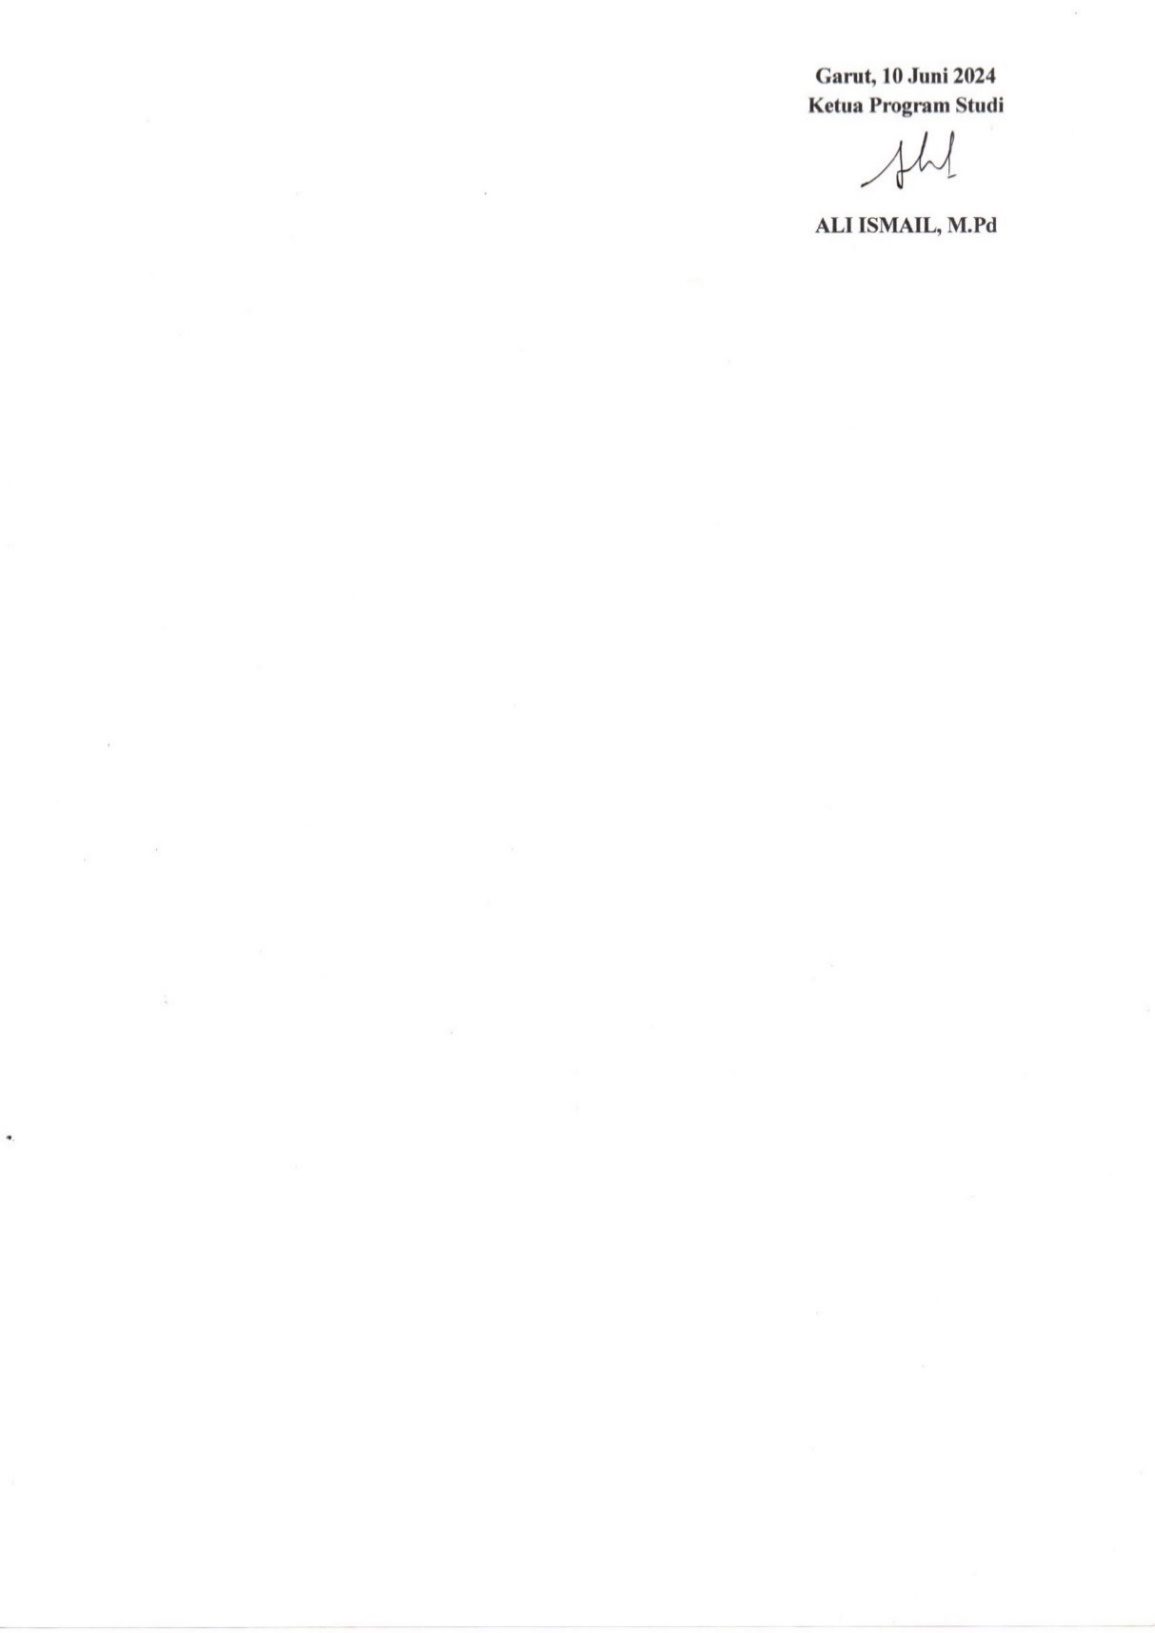 Garut, 10 Juni 2024
Ketua Program Studi
ALI ISMAIL, M.Pd